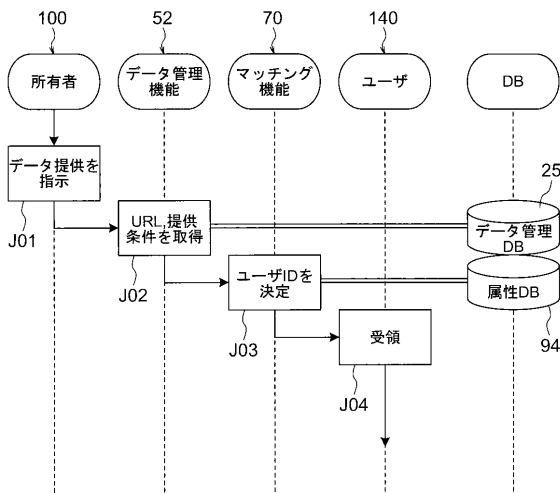 100
52
70
140
所有者
データ管理
機能
マッチング
機能
ユーザ
DB
データ提供を
指示
J01
URL,提供
条件を取得
J02
25
データ管理
DB
ユーザIDを
決定
J03
属性DB
94
受領
J04